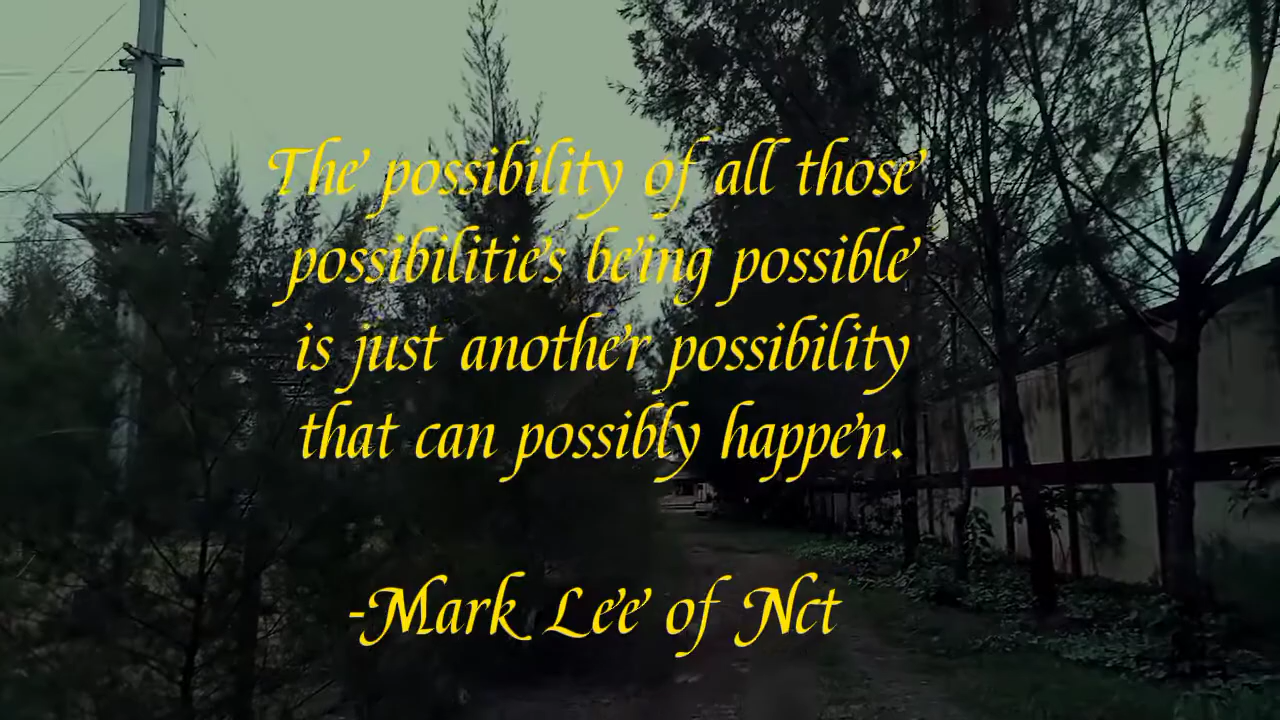 The possibility of all those
possibilities being possible
is just another possibility
that can possibly happen.
-Mark Lee of Nct